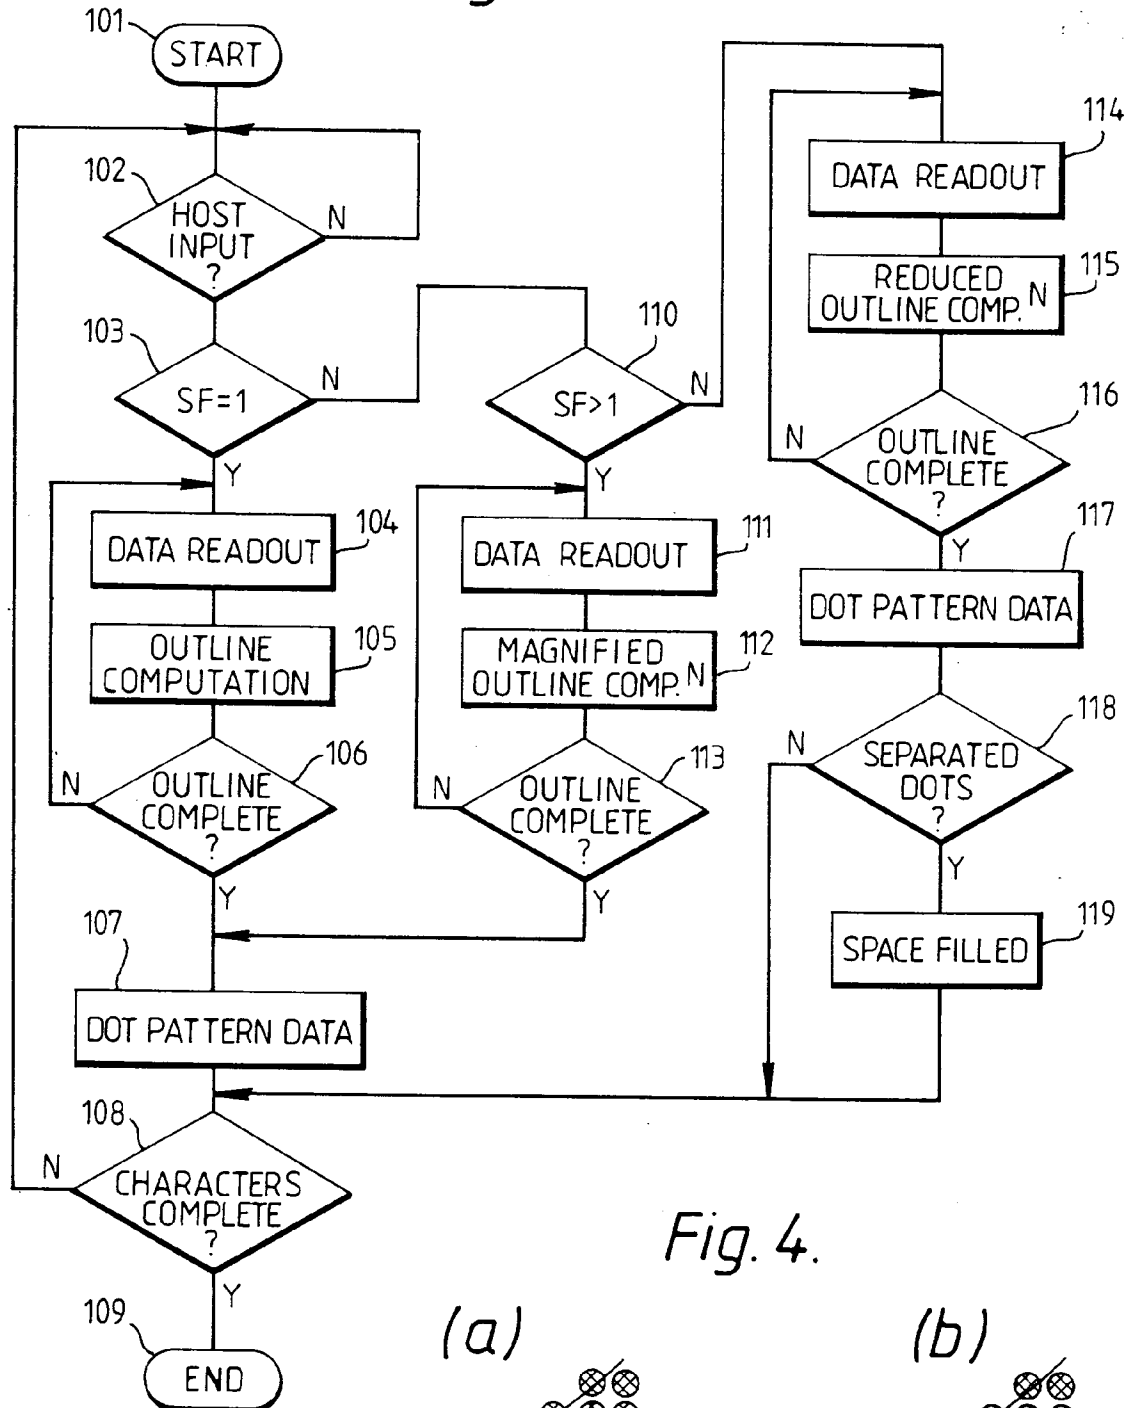 101
START
102
HOST
INPUT
?
N
103
SF=1
N
Y
104
DATA READOUT
105
OUTLINE
COMPUTATION
106
OUTLINE
COMPLETE
?
N
Y
107
DOT PATTERN DATA
108
CHARACTERS
COMPLETE
?
N
Y
109
END
110
SF>1
N
Y
111
DATA READOUT
112
MAGNIFIED
OUTLINE COMP. N
113
OUTLINE
COMPLETE
?
N
Y
114
DATA READOUT
115
REDUCED
OUTLINE COMP. N
116
OUTLINE
COMPLETE
?
N
Y
117
DOT PATTERN DATA
118
SEPARATED
DOTS
?
N
Y
119
SPACE FILLED
Fig. 4.
(a)
(b)